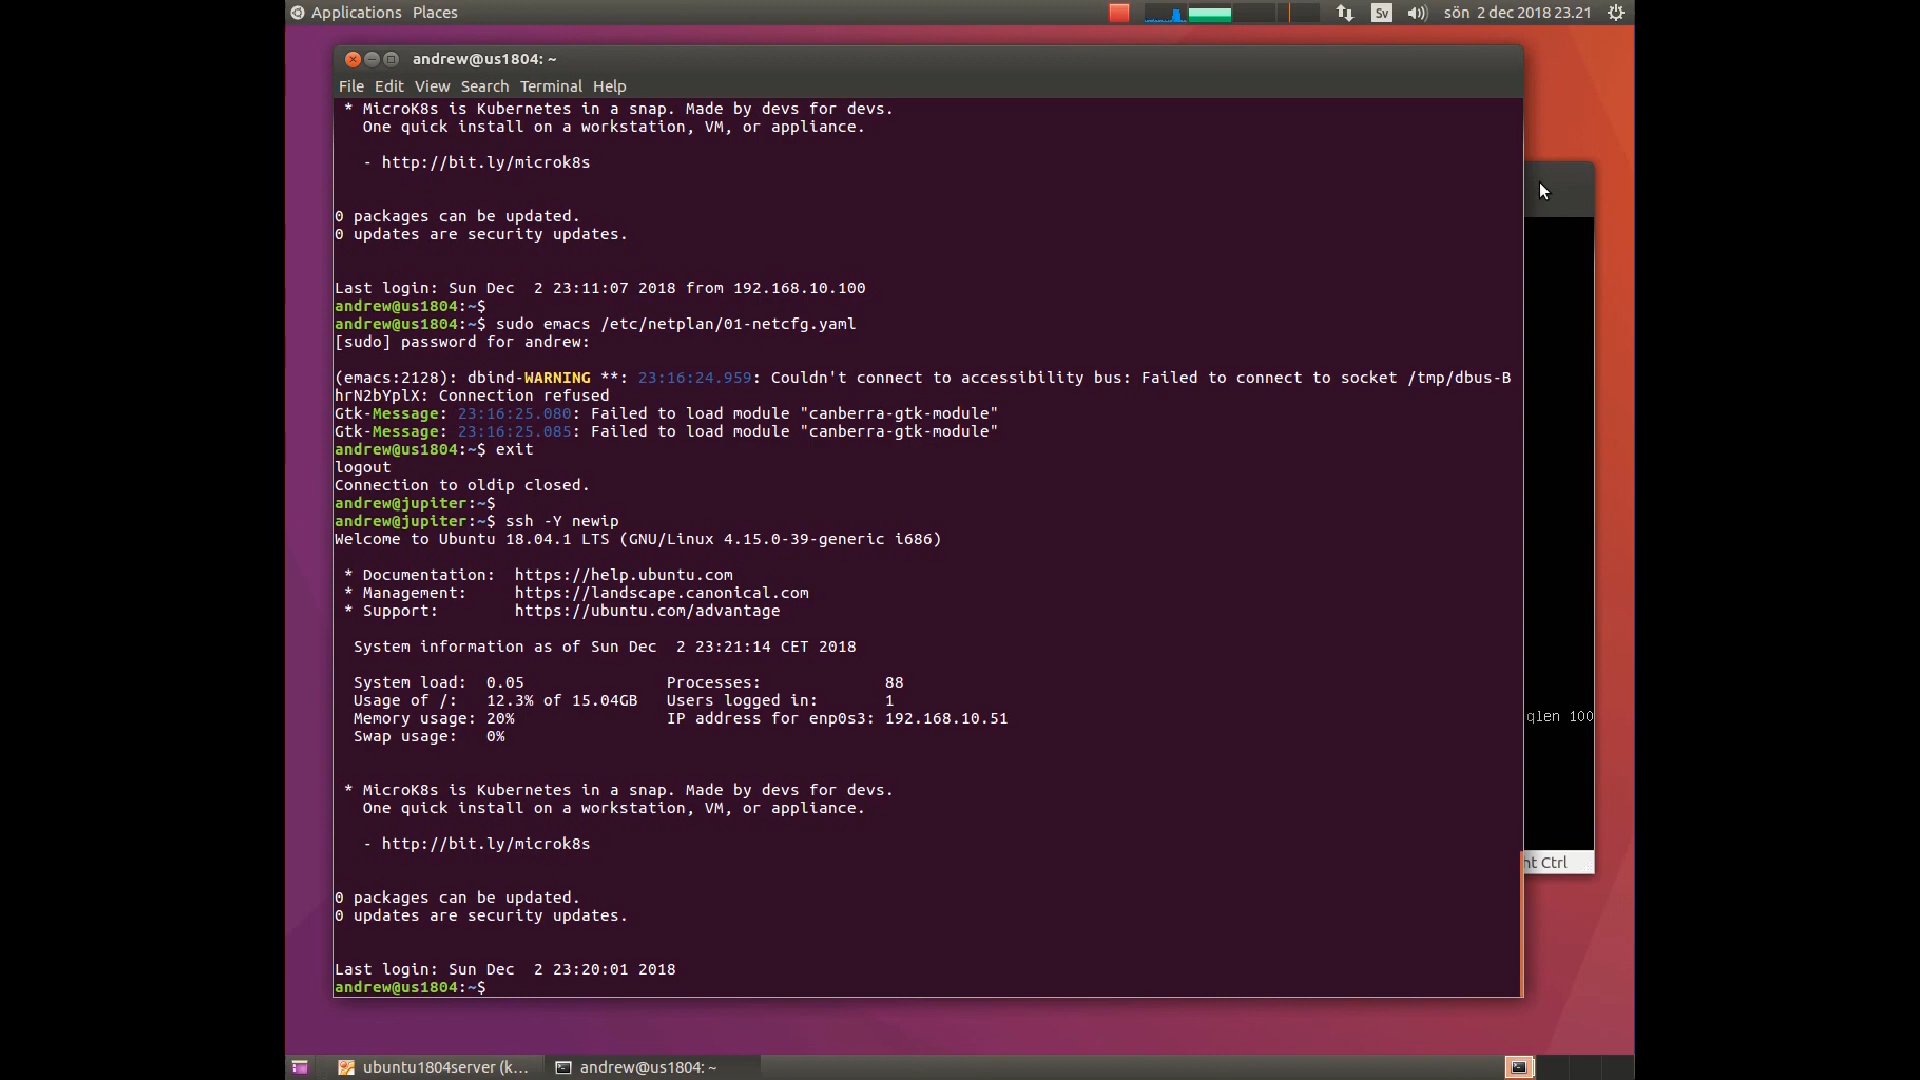 Applications Places
Sv
sön 2 dec 2018 23.21
andrew@us1804: ~
File Edit View Search Terminal Help
 * MicroK8s is Kubernetes in a snap. Made by devs for devs.
   One quick install on a workstation, VM, or appliance.
   - http://bit.ly/microk8s
0 packages can be updated.
0 updates are security updates.
Last login: Sun Dec  2 23:11:07 2018 from 192.168.10.100
andrew@us1804:~$
andrew@us1804:~$ sudo emacs /etc/netplan/01-netcfg.yaml
[sudo] password for andrew:
(emacs:2128): dbind-WARNING **: 23:16:24.959: Couldn't connect to accessibility bus: Failed to connect to socket /tmp/dbus-B
hrN2bYplX: Connection refused
Gtk-Message: 23:16:25.080: Failed to load module "canberra-gtk-module"
Gtk-Message: 23:16:25.085: Failed to load module "canberra-gtk-module"
andrew@us1804:~$ exit
logout
Connection to oldip closed.
andrew@jupiter:~$
andrew@jupiter:~$ ssh -Y newip
Welcome to Ubuntu 18.04.1 LTS (GNU/Linux 4.15.0-39-generic i686)
 * Documentation:  https://help.ubuntu.com
 * Management:     https://landscape.canonical.com
 * Support:        https://ubuntu.com/advantage
  System information as of Sun Dec  2 23:21:14 CET 2018
  System load:  0.05               Processes:             88
  Usage of /:   12.3% of 15.04GB   Users logged in:       1
  Memory usage: 20%                IP address for enp0s3: 192.168.10.51
  Swap usage:   0%
qlen 100
 * MicroK8s is Kubernetes in a snap. Made by devs for devs.
   One quick install on a workstation, VM, or appliance.
   - http://bit.ly/microk8s
nt Ctrl
0 packages can be updated.
0 updates are security updates.
Last login: Sun Dec  2 23:20:01 2018
andrew@us1804:~$
ubuntu1804server (k...
andrew@us1804: ~